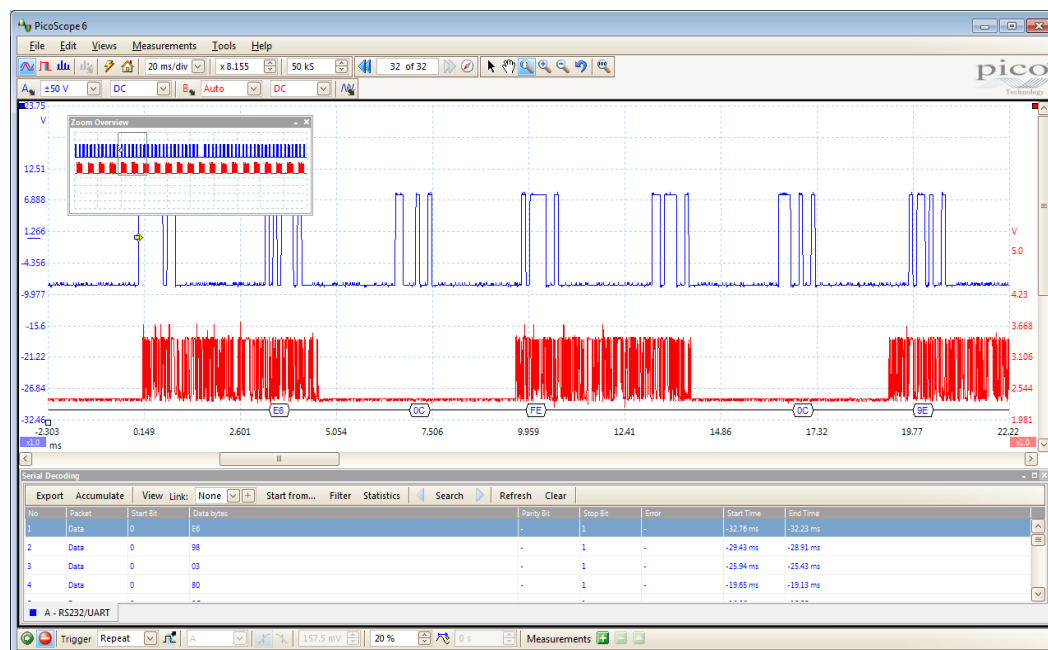 PicoScope 6
File Edit Views Measurements Tools Help
20 ms/div x 8.155 50 kS 32 of 32
pico
Technology
A ±50 V DC B Auto DC
23.75
V
Zoom Overview
12.51
6.888
1.266
-4.356
-9.977
-15.6
-21.22
-26.84
-32.46
V
5.0
4.23
3.668
3.106
2.544
1.981
E6 0C FE 0C 9E
-2.303 0.149 2.601 5.054 7.506 9.959 12.41 14.86 17.32 19.77 22.22
x1.0 ms x1.0
Serial Decoding
Export Accumulate View Link: None Start from... Filter Statistics Search Refresh Clear
No Packet Start Bit Data bytes Parity Bit Stop Bit Error Start Time End Time
1 Data 0 E6 - 1 - -32.76 ms -32.23 ms
2 Data 0 98 - 1 - -29.43 ms -28.91 ms
3 Data 0 03 - 1 - -25.94 ms -25.43 ms
4 Data 0 80 - 1 - -19.65 ms -19.13 ms
A - RS232/UART
Trigger Repeat A 157.5 mV 20 % 0 s Measurements